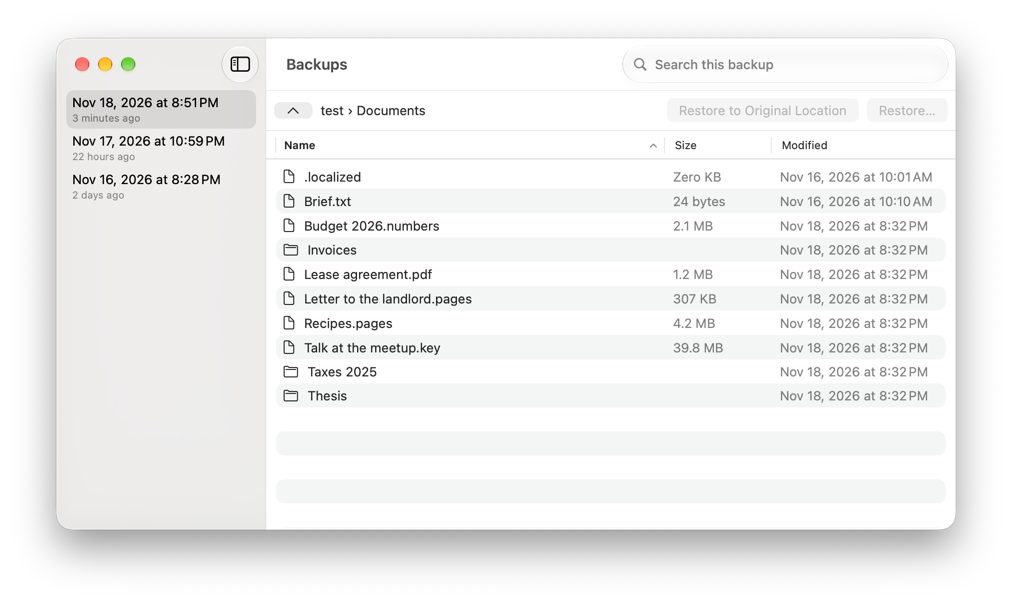 Backups
Search this backup
Nov 18, 2026 at 8:51 PM
3 minutes ago
Nov 17, 2026 at 10:59 PM
22 hours ago
Nov 16, 2026 at 8:28 PM
2 days ago
test › Documents
Restore to Original Location
Restore...
Name Size Modified
.localized Zero KB Nov 16, 2026 at 10:01 AM
Brief.txt 24 bytes Nov 16, 2026 at 10:10 AM
Budget 2026.numbers 2.1 MB Nov 18, 2026 at 8:32 PM
Invoices Nov 18, 2026 at 8:32 PM
Lease agreement.pdf 1.2 MB Nov 18, 2026 at 8:32 PM
Letter to the landlord.pages 307 KB Nov 18, 2026 at 8:32 PM
Recipes.pages 4.2 MB Nov 18, 2026 at 8:32 PM
Talk at the meetup.key 39.8 MB Nov 18, 2026 at 8:32 PM
Taxes 2025 Nov 18, 2026 at 8:32 PM
Thesis Nov 18, 2026 at 8:32 PM